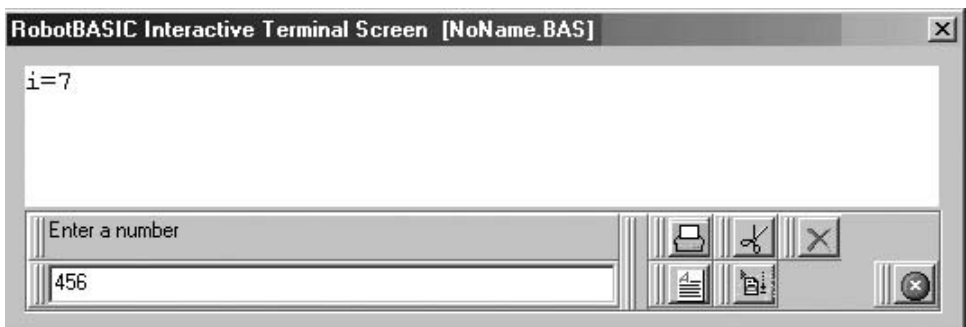 RobotBASIC Interactive Terminal Screen [NoName.BAS]
i=7
Enter a number
456